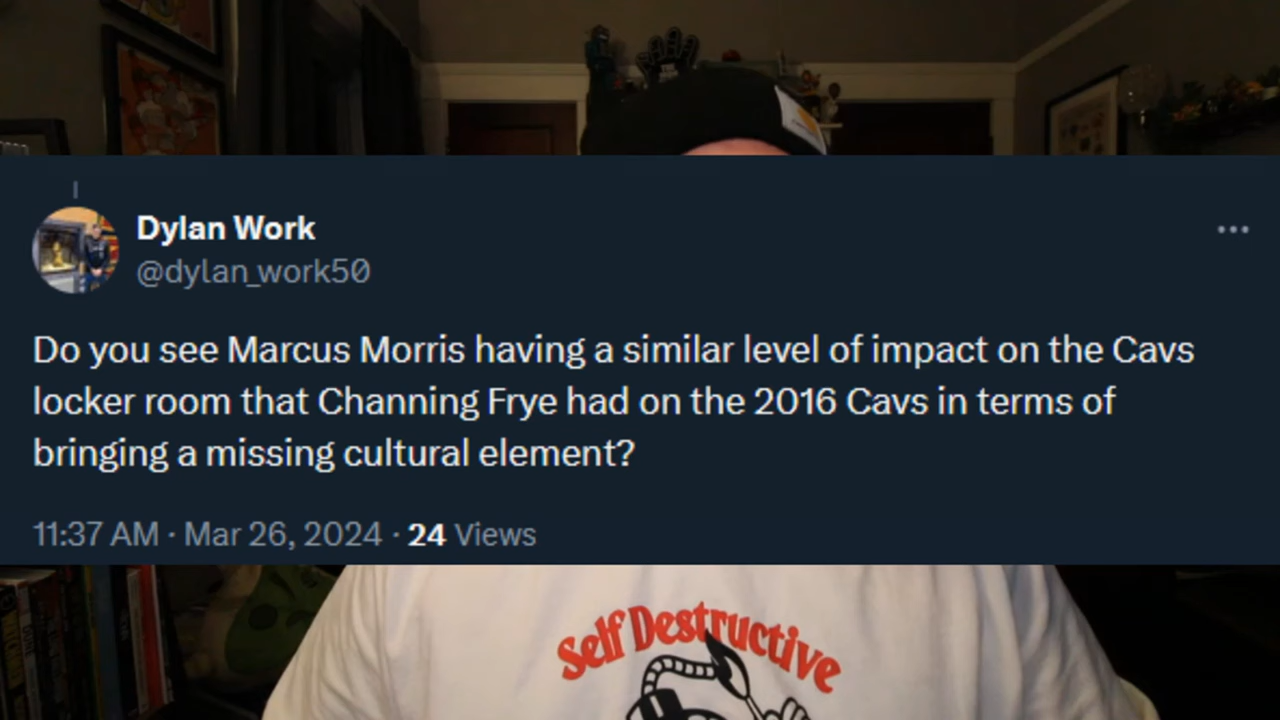 Dylan Work
@dylan_work50
Do you see Marcus Morris having a similar level of impact on the Cavs
locker room that Channing Frye had on the 2016 Cavs in terms of
bringing a missing cultural element?
11:37 AM · Mar 26, 2024 · 24 Views
Self Destructive